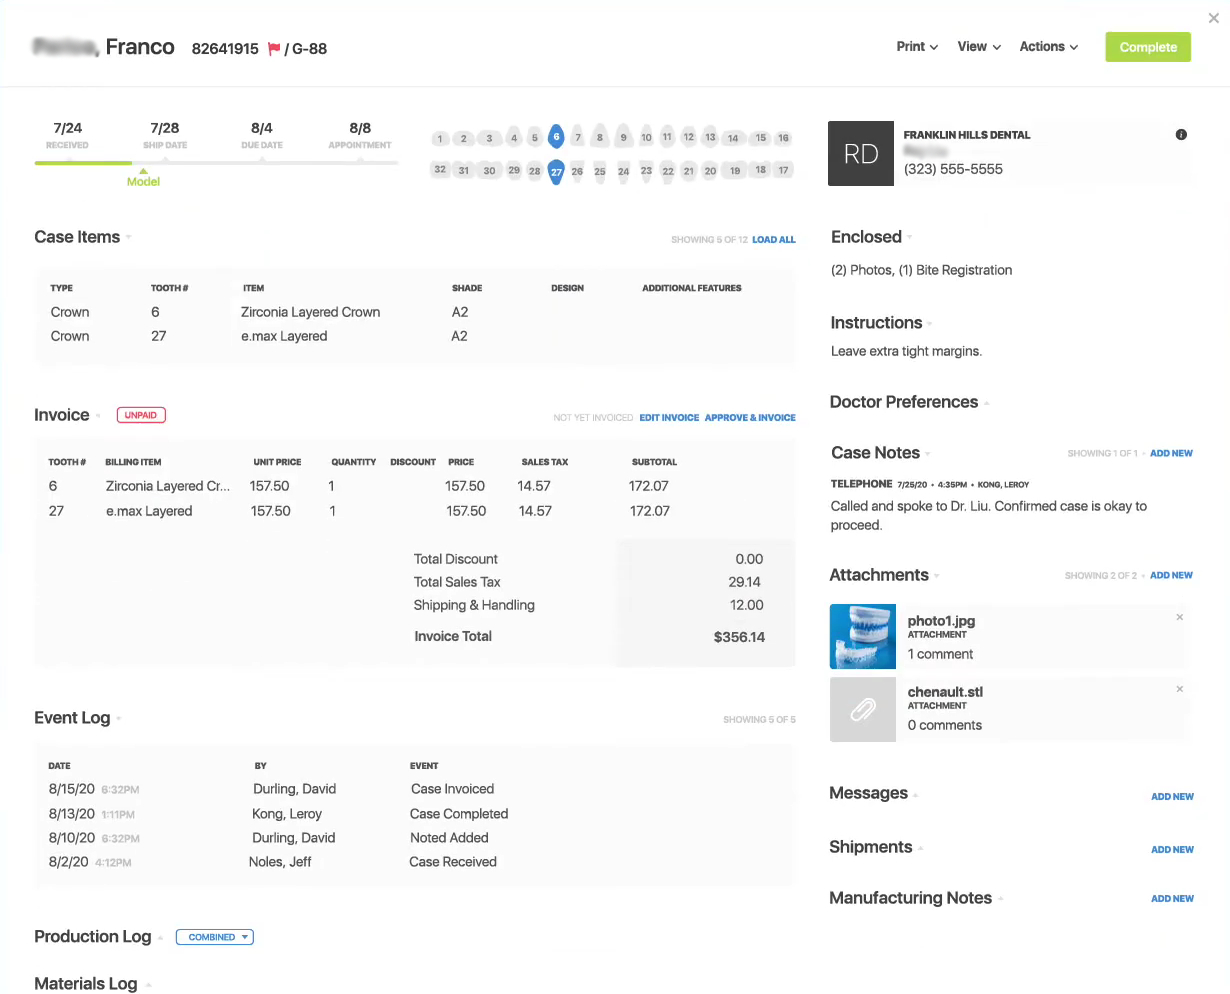 Franco 82641915 / G-88
Print View Actions Complete
7/24 7/28 8/4 8/8
RECEIVED SHIP DATE DUE DATE APPOINTMENT
Model
1 2 3 4 5 6 7 8 9 10 11 12 13 14 15 16
32 31 30 29 28 27 26 25 24 23 22 21 20 19 18 17
RD
FRANKLIN HILLS DENTAL
(323) 555-5555
Case Items
SHOWING 5 OF 12 LOAD ALL
TYPE TOOTH # ITEM SHADE DESIGN ADDITIONAL FEATURES
Crown 6 Zirconia Layered Crown A2
Crown 27 e.max Layered A2
Invoice UNPAID
NOT YET INVOICED EDIT INVOICE APPROVE & INVOICE
TOOTH # BILLING ITEM UNIT PRICE QUANTITY DISCOUNT PRICE SALES TAX SUBTOTAL
6 Zirconia Layered Cr... 157.50 1 157.50 14.57 172.07
27 e.max Layered 157.50 1 157.50 14.57 172.07
Total Discount 0.00
Total Sales Tax 29.14
Shipping & Handling 12.00
Invoice Total $356.14
Event Log
SHOWING 5 OF 5
DATE BY EVENT
8/15/20 6:32PM Durling, David Case Invoiced
8/13/20 1:11PM Kong, Leroy Case Completed
8/10/20 6:32PM Durling, David Noted Added
8/2/20 4:12PM Noles, Jeff Case Received
Production Log COMBINED
Materials Log
Enclosed
(2) Photos, (1) Bite Registration
Instructions
Leave extra tight margins.
Doctor Preferences
Case Notes
SHOWING 1 OF 1 • ADD NEW
TELEPHONE 7/25/20 • 4:35PM • KONG, LEROY
Called and spoke to Dr. Liu. Confirmed case is okay to
proceed.
Attachments
SHOWING 2 OF 2 • ADD NEW
photo1.jpg
ATTACHMENT
1 comment
chenault.stl
ATTACHMENT
0 comments
Messages ADD NEW
Shipments ADD NEW
Manufacturing Notes ADD NEW